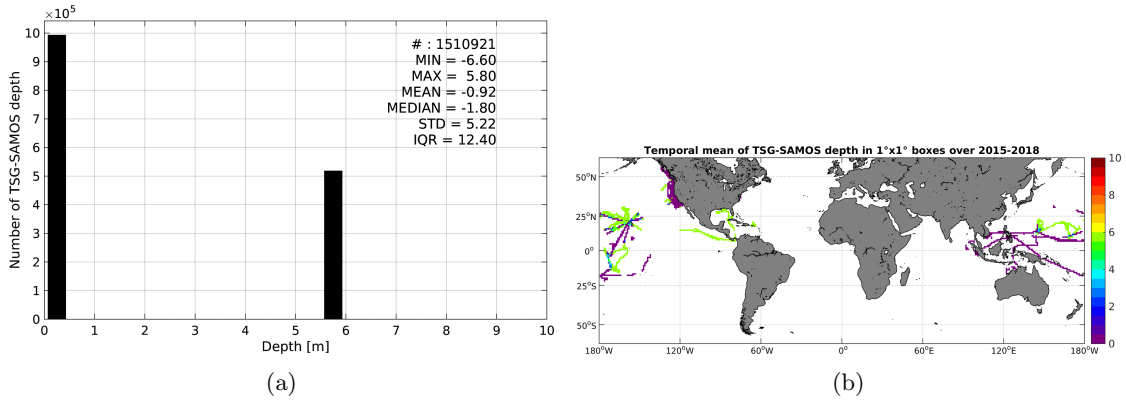 ×10⁵
10
9
8
7
6
5
4
3
2
1
0
Number of TSG-SAMOS depth
# : 1510921
MIN = -6.60
MAX = 5.80
MEAN = -0.92
MEDIAN = -1.80
STD = 5.22
IQR = 12.40
0 1 2 3 4 5 6 7 8 9 10
Depth [m]
(a)
Temporal mean of TSG-SAMOS depth in 1°x1° boxes over 2015-2018
50°N
25°N
0°
25°S
50°S
180°W 120°W 60°W 0° 60°E 120°E 180°W
10
8
6
4
2
0
(b)